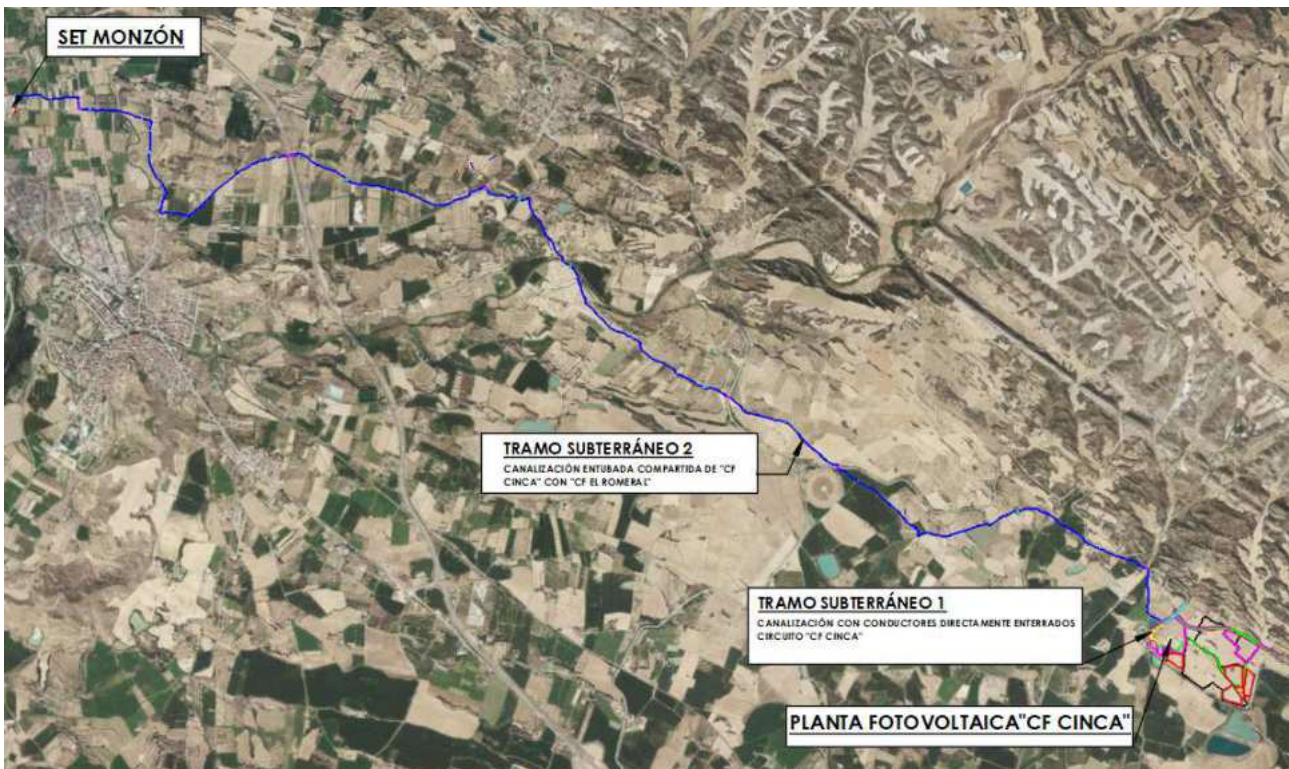 SET MONZÓN
TRAMO SUBTERRÁNEO 2
CANALIZACIÓN ENTUBADA COMPARTIDA DE "CF
CINCA" CON "CF EL ROMERAL"
TRAMO SUBTERRÁNEO 1
CANALIZACIÓN CON CONDUCTORES DIRECTAMENTE ENTERRADOS
CIRCUITO "CF CINCA"
PLANTA FOTOVOLTAICA"CF CINCA"